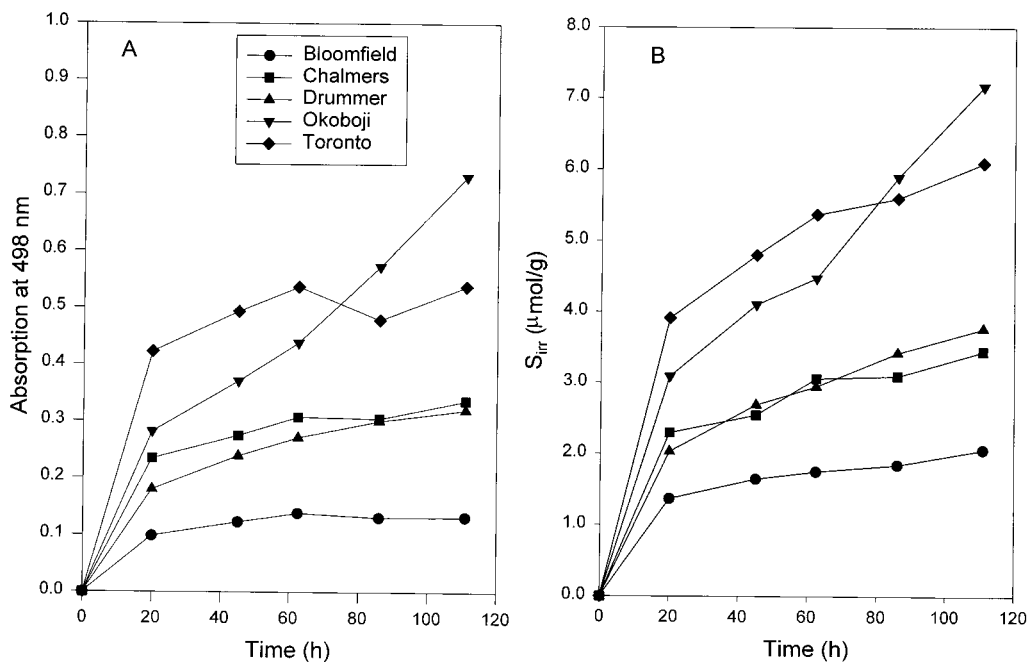 A
Bloomfield
Chalmers
Drummer
Okoboji
Toronto
Absorption at 498 nm
1.0
0.9
0.8
0.7
0.6
0.5
0.4
0.3
0.2
0.1
0.0
0 20 40 60 80 100 120
Time (h)
B
S_irr (μmol/g)
8.0
7.0
6.0
5.0
4.0
3.0
2.0
1.0
0.0
0 20 40 60 80 100 120
Time (h)